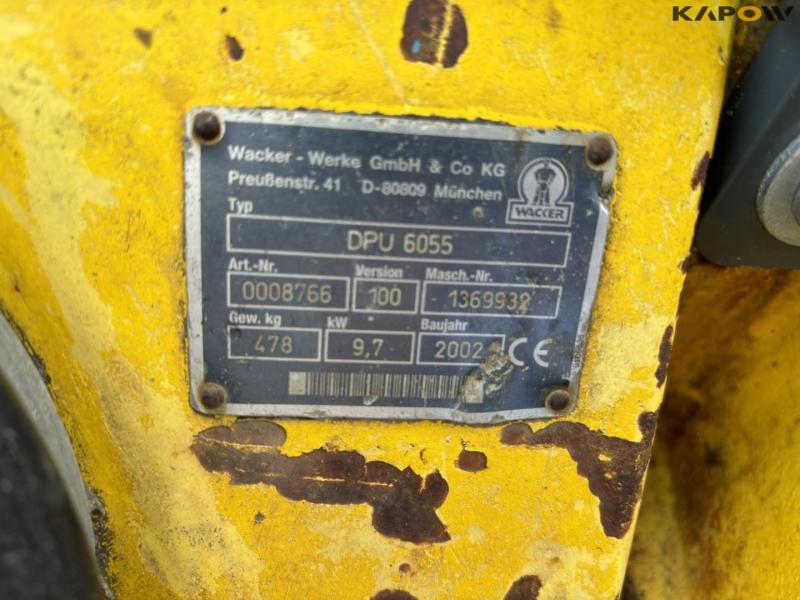 KAPOW
Wacker - Werke GmbH & Co KG
Preußenstr. 41 D-80809 München
WACKER
Typ
DPU 6055
Art.-Nr. Version Masch.-Nr.
0008766 100 1369932
Gew. kg kW Baujahr
478 9,7 2002 CE